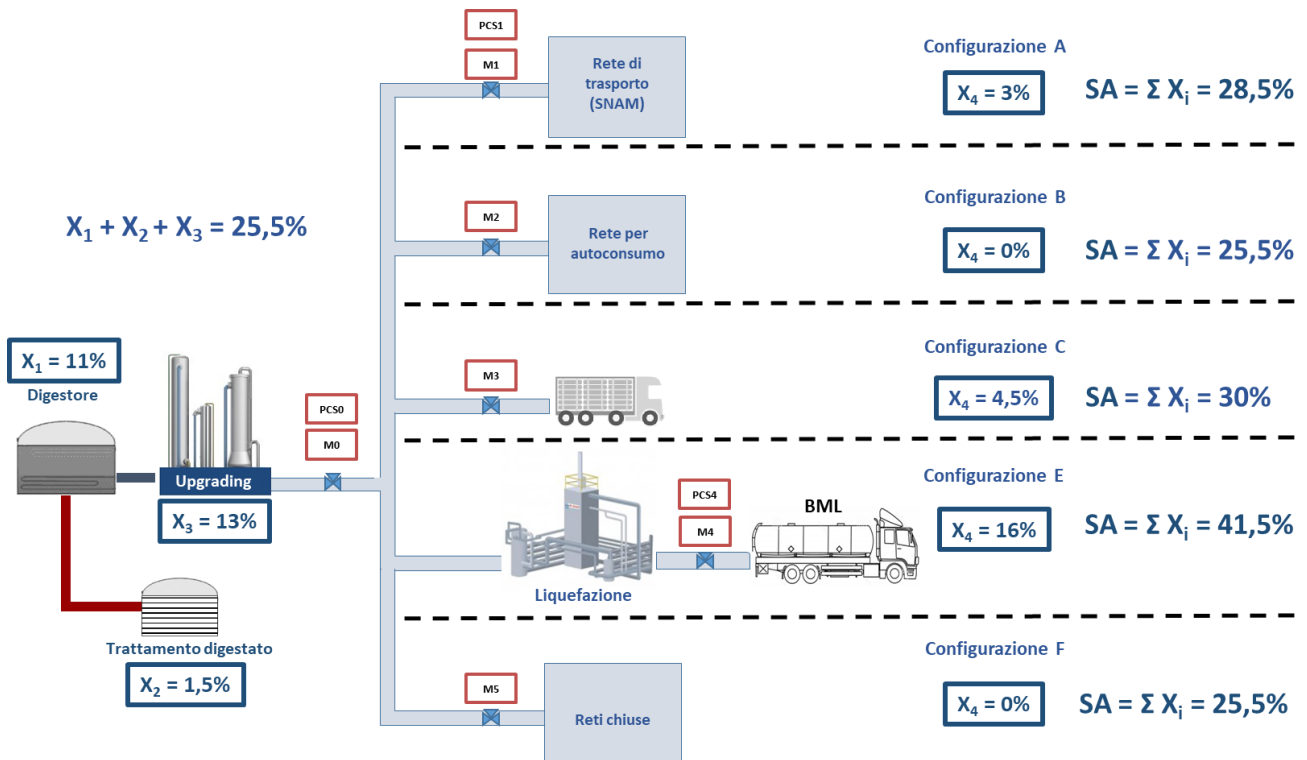 PCS1
M1
Rete di
trasporto
(SNAM)
Configurazione A
X₄ = 3%
SA = Σ Xᵢ = 28,5%
X₁ + X₂ + X₃ = 25,5%
M2
Rete per
autoconsumo
Configurazione B
X₄ = 0%
SA = Σ Xᵢ = 25,5%
X₁ = 11%
Digestore
PCS0
M0
M3
Configurazione C
X₄ = 4,5%
SA = Σ Xᵢ = 30%
Upgrading
X₃ = 13%
Liquefazione
PCS4
M4
BML
Configurazione E
X₄ = 16%
SA = Σ Xᵢ = 41,5%
Trattamento digestato
X₂ = 1,5%
M5
Reti chiuse
Configurazione F
X₄ = 0%
SA = Σ Xᵢ = 25,5%